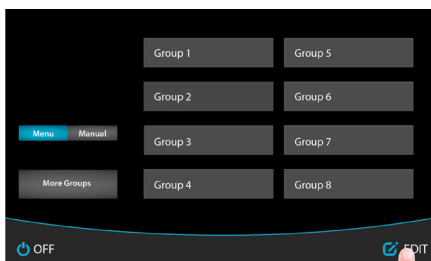 Group 1
Group 5
Group 2
Group 6
Menu
Manual
Group 3
Group 7
More Groups
Group 4
Group 8
OFF
EDIT